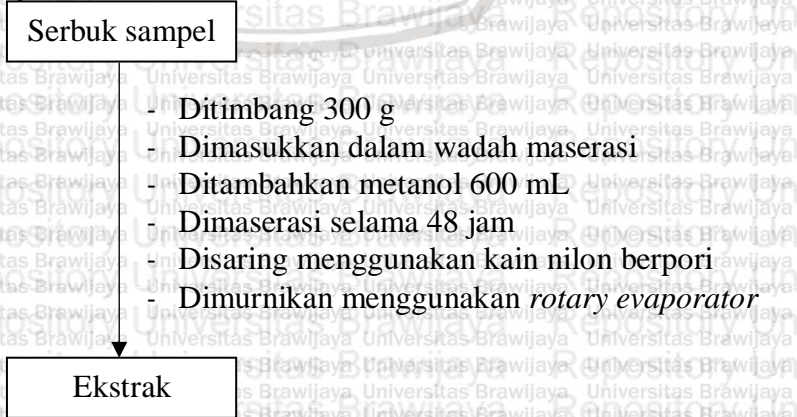 Serbuk sampel
- Ditimbang 300 g
- Dimasukkan dalam wadah maserasi
- Ditambahkan metanol 600 mL
- Dimaserasi selama 48 jam
- Disaring menggunakan kain nilon berpori
- Dimurnikan menggunakan rotary evaporator
Ekstrak